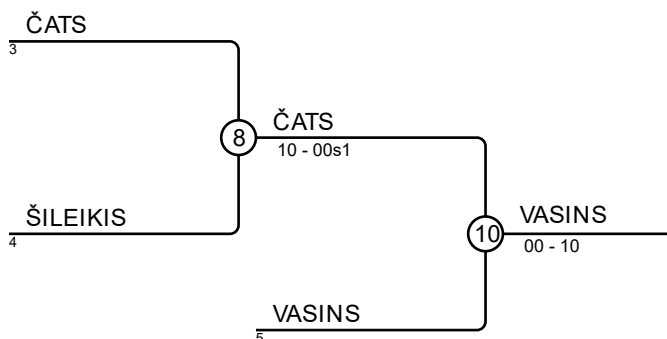 ČATS
3
8
ČATS
10 - 00s1
ŠILEIKIS
4
10
VASINS
00 - 10
VASINS
5